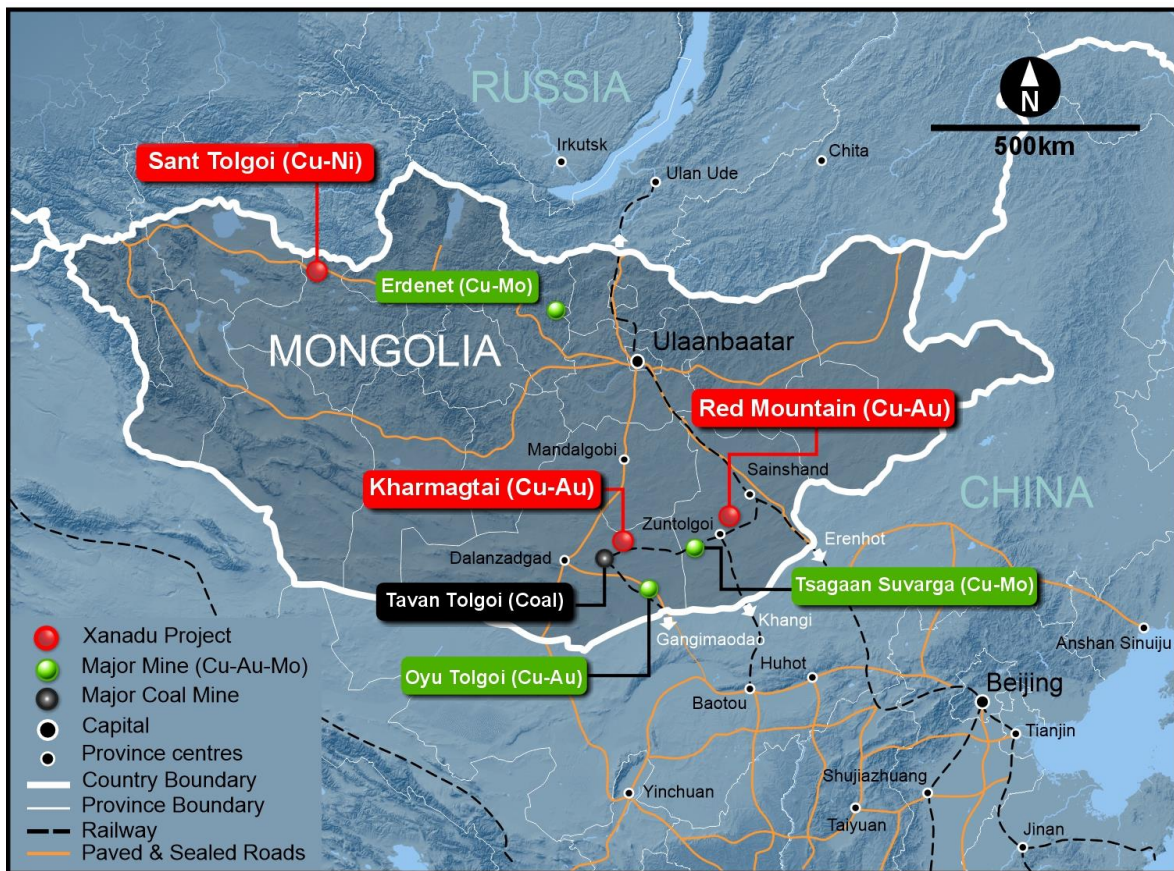 RUSSIA
N
500km
Irkutsk
Chita
Sant Tolgoi (Cu-Ni)
Ulan Ude
Erdenet (Cu-Mo)
MONGOLIA
Ulaanbaatar
Red Mountain (Cu-Au)
Mandalgobi
Sainshand
Kharmagtai (Cu-Au)
CHINA
Zuntolgoi
Erenhot
Dalanzadgad
Tsagaan Suvarga (Cu-Mo)
Tavan Tolgoi (Coal)
Khangi
Gangimaodao
Anshan Sinuiju
Huhot
Oyu Tolgoi (Cu-Au)
Baotou
Beijing
Tianjin
Shujiazhuang
Yinchuan
Taiyuan
Jinan
Xanadu Project
Major Mine (Cu-Au-Mo)
Major Coal Mine
Capital
Province centres
Country Boundary
Province Boundary
Railway
Paved & Sealed Roads